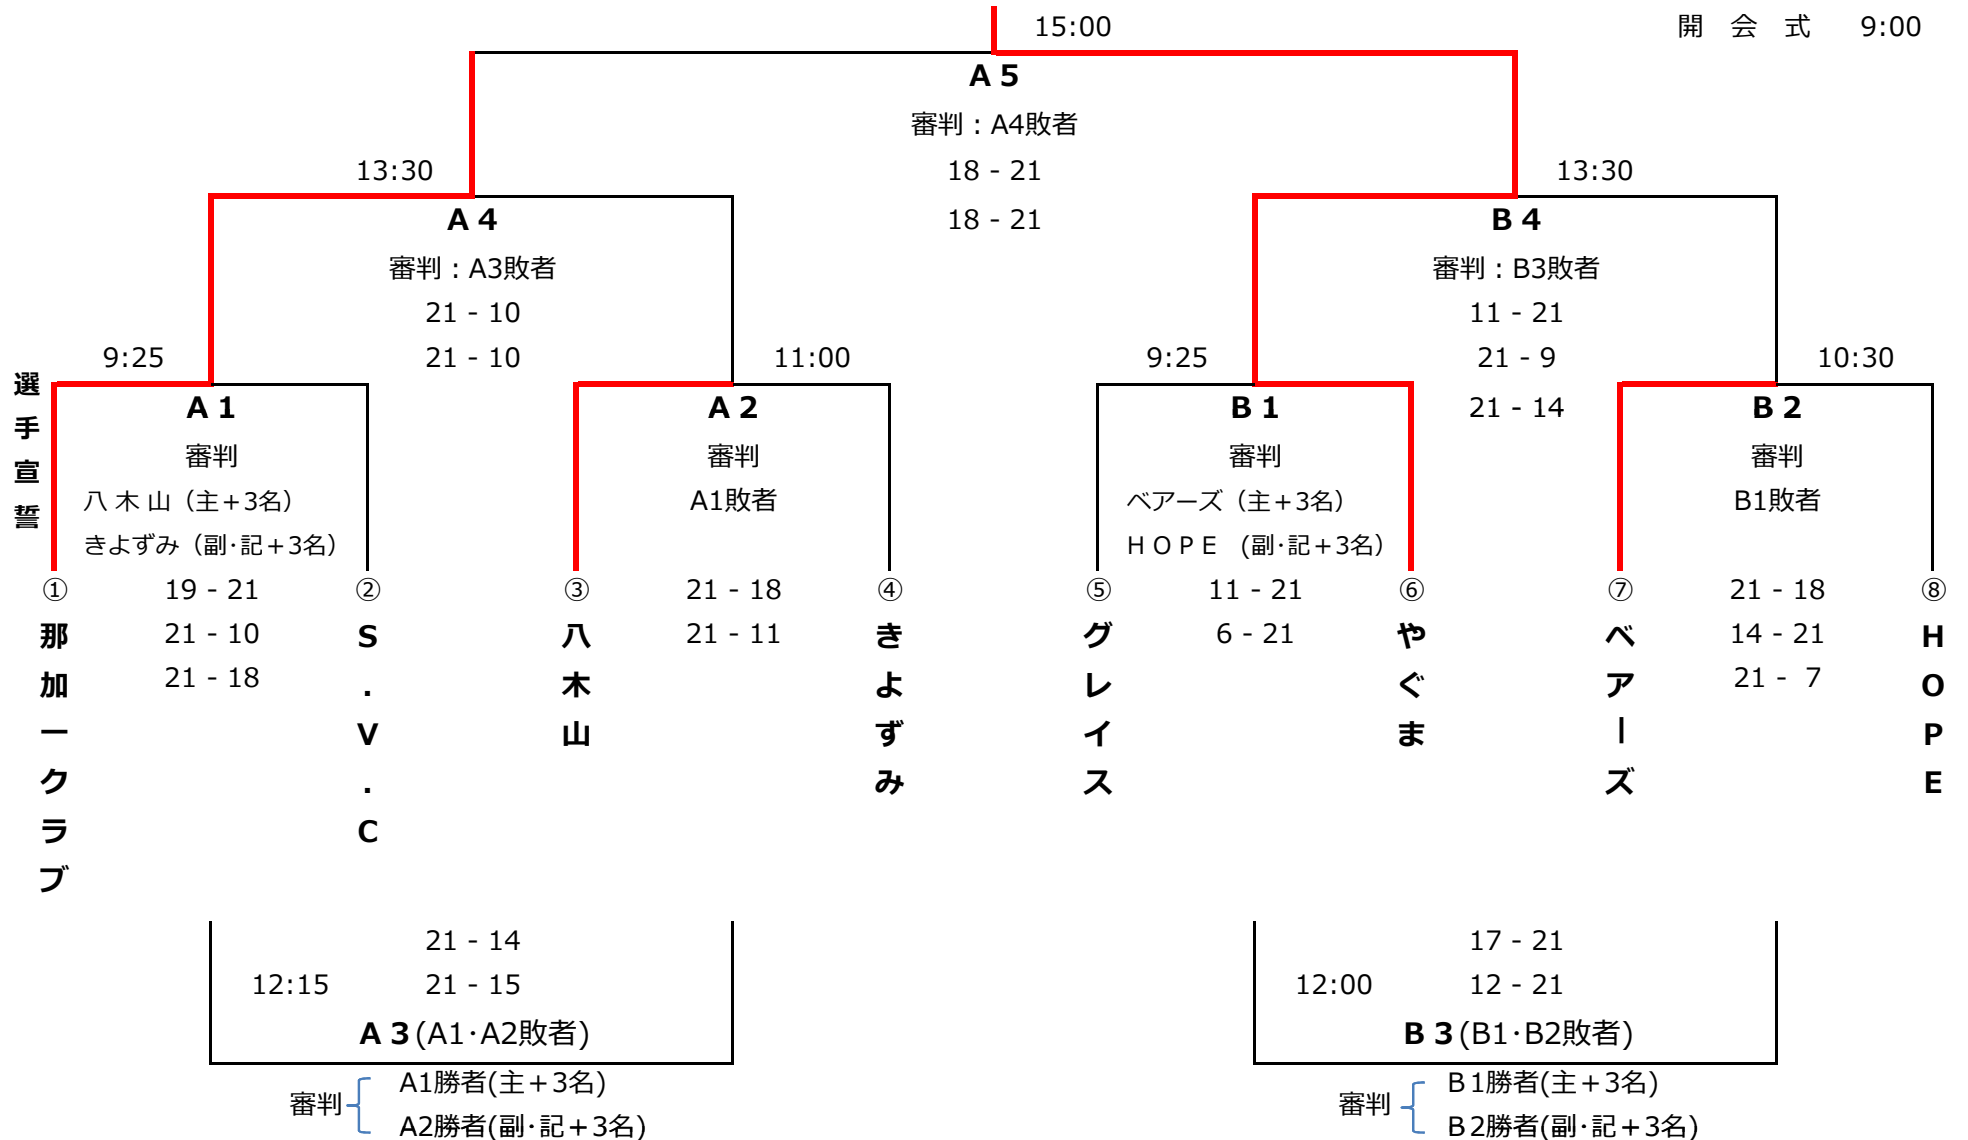 15:00
開 会 式 9:00
A 5
審判：A4敗者
18 - 21
18 - 21
13:30
A 4
審判：A3敗者
21 - 10
21 - 10
13:30
B 4
審判：B3敗者
11 - 21
21 - 9
21 - 14
選手宣誓
9:25
A 1
審判
八 木 山（主＋3名）
きよずみ（副·記＋3名）
19 - 21
21 - 10
21 - 18
11:00
A 2
審判
A1敗者
21 - 18
21 - 11
9:25
B 1
審判
ベアーズ（主＋3名）
H O P E (副·記＋3名）
11 - 21
6 - 21
10:30
B 2
審判
B1敗者
21 - 18
14 - 21
21 - 7
①
那加一クラブ
②
S.V.C
③
八木山
④
きよずみ
⑤
グレイス
⑥
やぐま
⑦
ベアーズ
⑧
HOPE
21 - 14
12:15 21 - 15
A 3(A1·A2敗者)
審判
A1勝者(主＋3名)
A2勝者(副·記＋3名)
17 - 21
12:00 12 - 21
B 3(B1·B2敗者)
審判
B1勝者(主＋3名)
B2勝者(副·記＋3名)